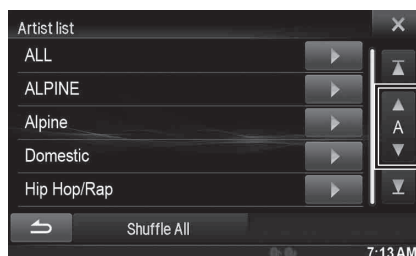 Artist list
ALL
ALPINE
Alpine
A
Domestic
Hip Hop/Rap
Shuffle All
7:13 AM